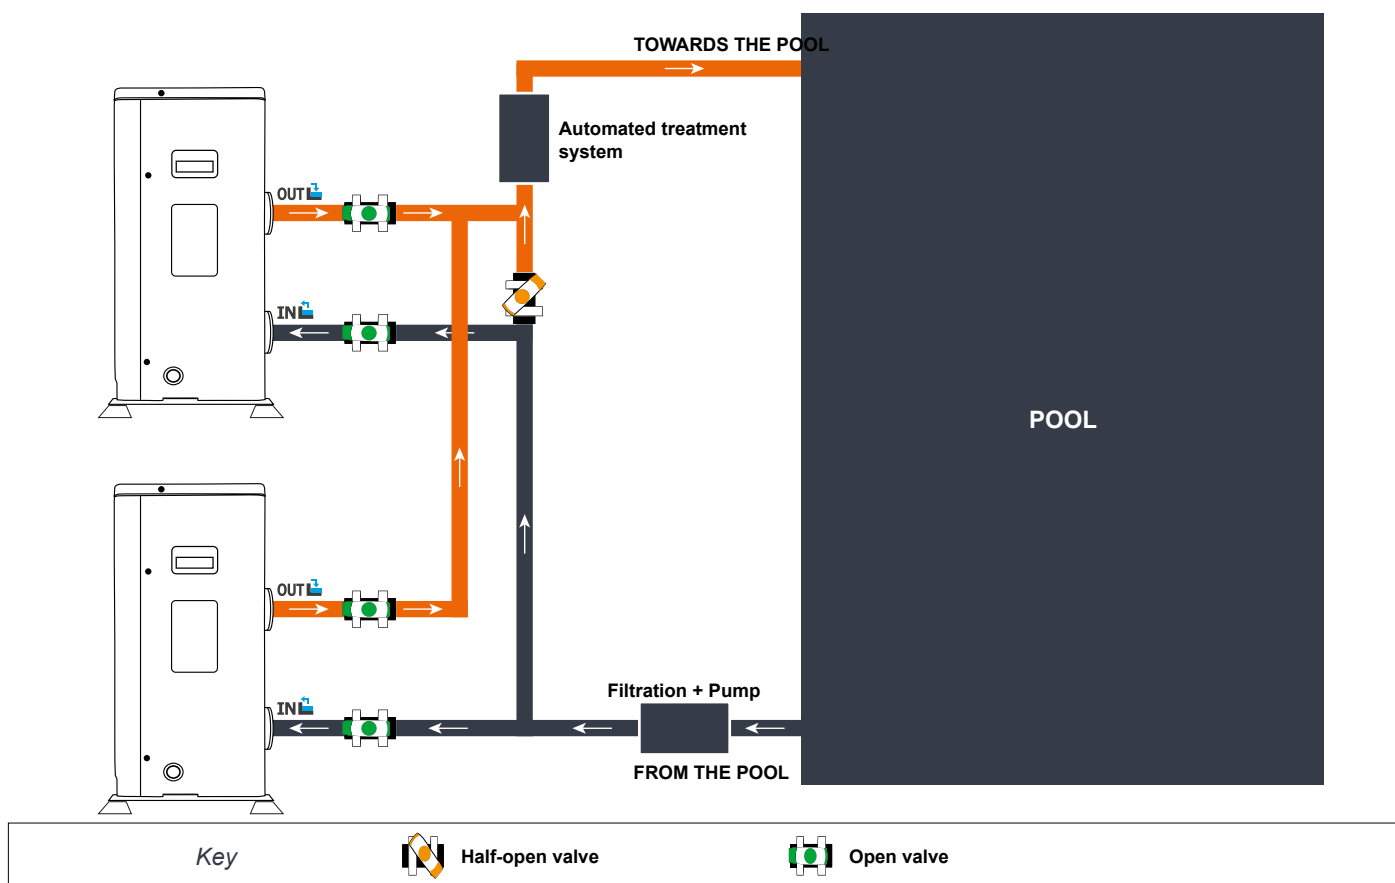 TOWARDS THE POOL
Automated treatment
system
OUT
IN
POOL
OUT
IN
Filtration + Pump
FROM THE POOL
Key
Half-open valve
Open valve